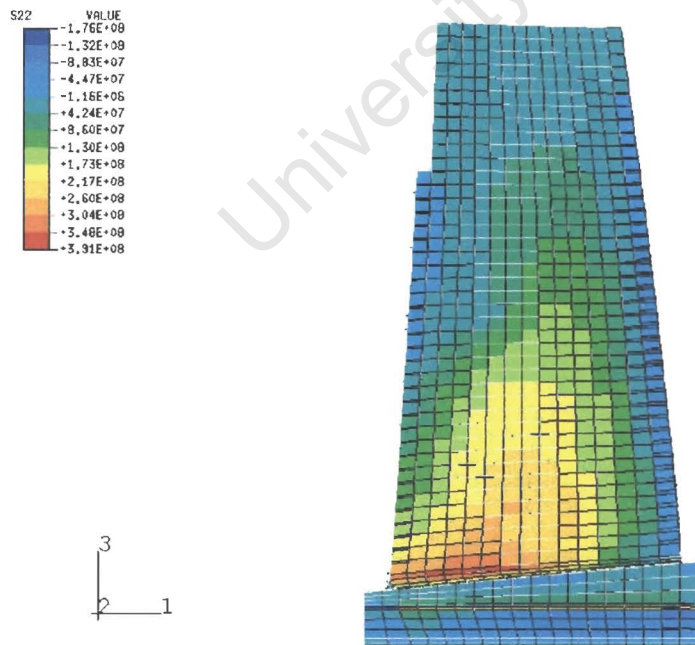 S22 VALUE
-1.76E+08
-1.32E+08
-8.83E+07
-4.47E+07
-1.16E+06
+4.24E+07
+8.60E+07
+1.30E+08
+1.73E+08
+2.17E+08
+2.60E+08
+3.04E+08
+3.48E+08
+3.91E+08
University
3
2 1